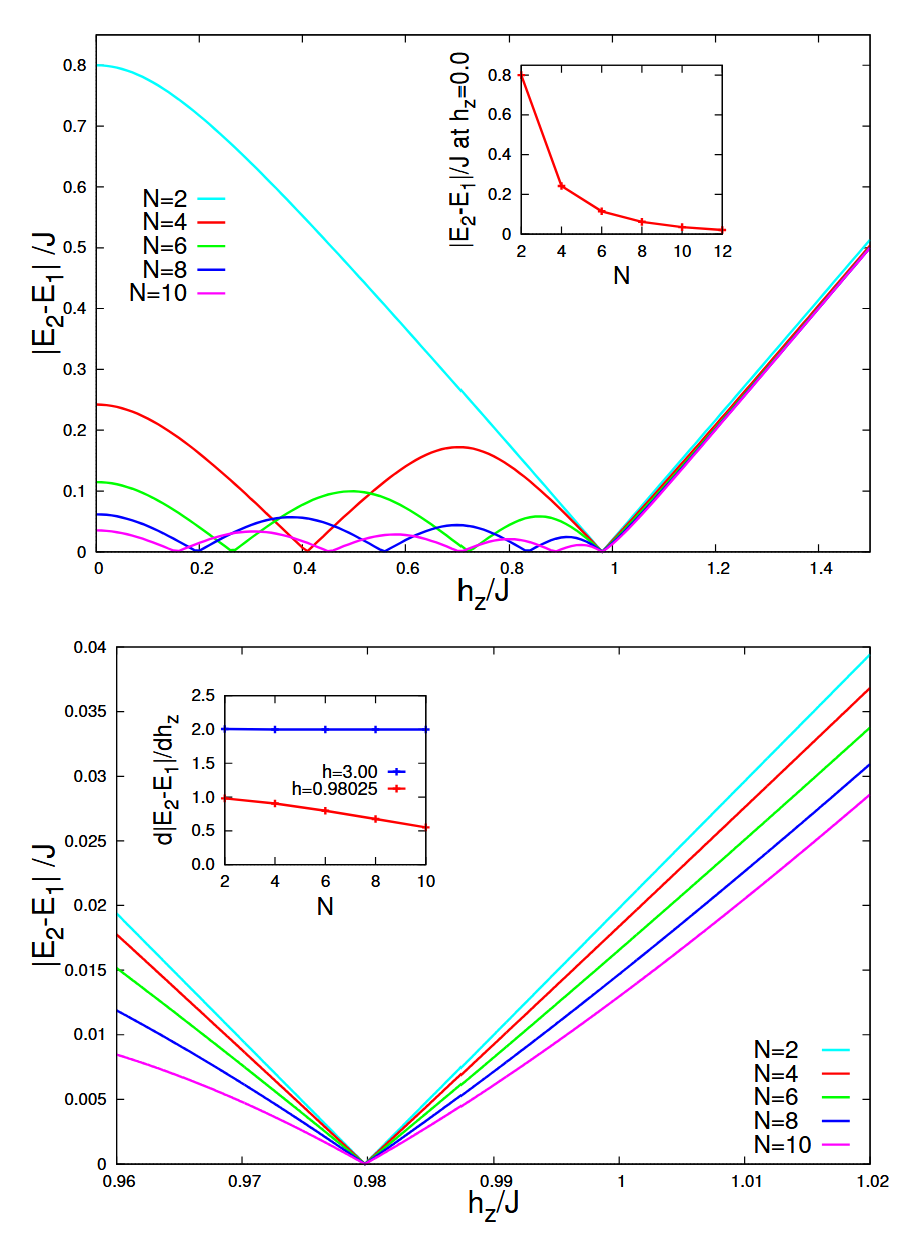 |E2-E1| /J
0.8
0.7
0.6
0.5
0.4
0.3
0.2
0.1
0
N=2
N=4
N=6
N=8
N=10
|E2-E1|/J at hz=0.0
0.8
0.6
0.4
0.2
0
2 4 6 8 10 12
N
0 0.2 0.4 0.6 0.8 1 1.2 1.4
hz/J
|E2-E1| /J
0.04
0.035
0.03
0.025
0.02
0.015
0.01
0.005
0
d|E2-E1|/dhz
2.5
2.0
1.5
1.0
0.5
0.0
h=3.00
h=0.98025
2 4 6 8 10
N
N=2
N=4
N=6
N=8
N=10
0.96 0.97 0.98 0.99 1 1.01 1.02
hz/J